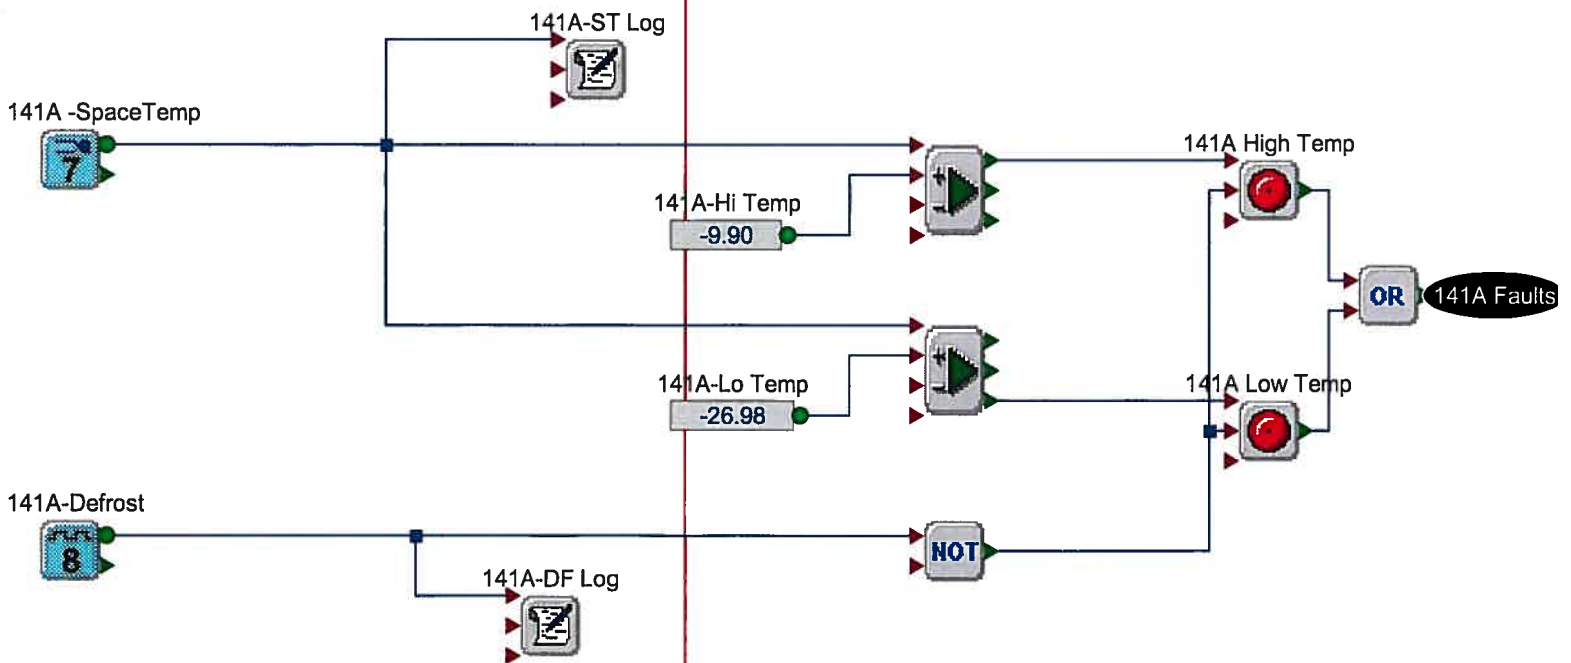 141A-ST Log
141A -SpaceTemp
7
141A High Temp
141A-Hi Temp
-9.90
OR
141A Faults
141A-Lo Temp
-26.98
141A Low Temp
141A-Defrost
8
NOT
141A-DF Log